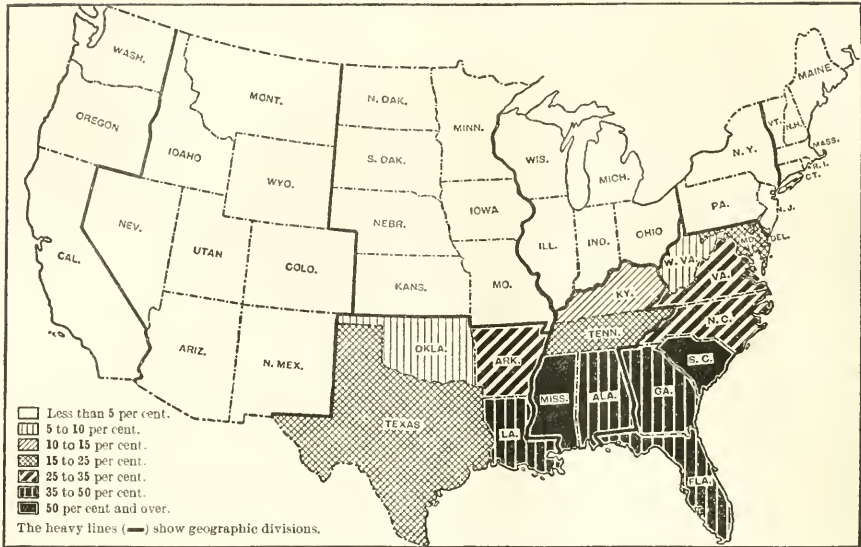 WASH.
MONT.
N. DAK.
MINN.
MAINE
OREGON
IDAHO
WYO.
S. DAK.
WIS.
MICH.
N.Y.
VT.
N.H.
MASS.
R.I.
CT.
NEV.
UTAH
COLO.
NEBR.
IOWA
ILL.
IND.
OHIO
PA.
N.J.
CAL.
KANS.
MO.
KY.
W. VA.
VA.
MD.
DEL.
ARIZ.
N. MEX.
OKLA.
ARK.
TENN.
N.C.
S.C.
TEXAS
LA.
MISS.
ALA.
GA.
FLA.
Less than 5 per cent.
5 to 10 per cent.
10 to 15 per cent.
15 to 25 per cent.
25 to 35 per cent.
35 to 50 per cent.
50 per cent and over.
The heavy lines (▬) show geographic divisions.